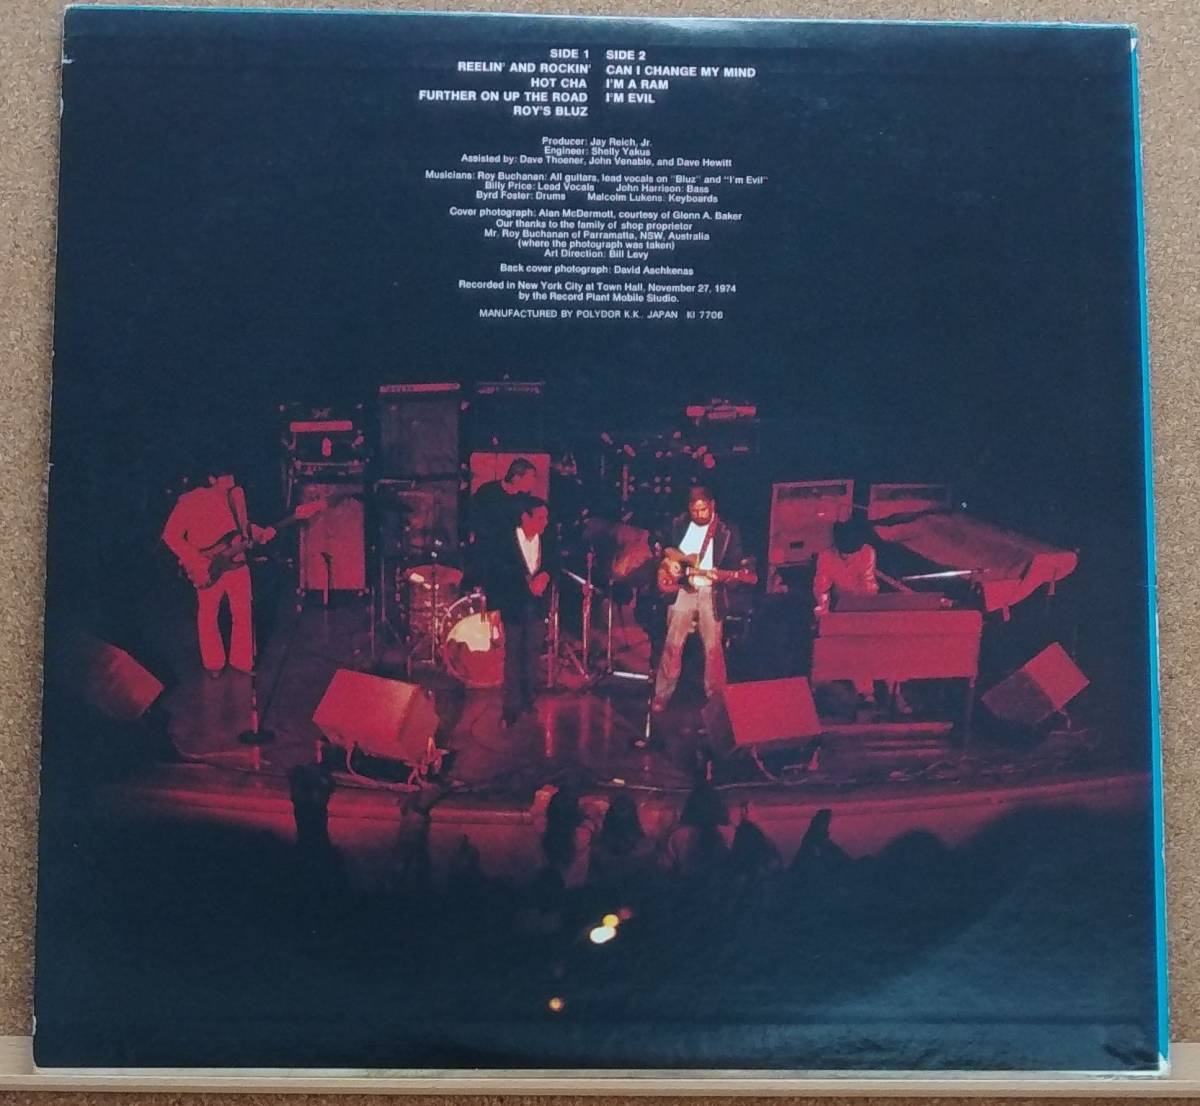 SIDE 1 SIDE 2
REELIN' AND ROCKIN' CAN I CHANGE MY MIND
HOT CHA I'M A RAM
FURTHER ON UP THE ROAD I'M EVIL
ROY'S BLUZ
Producer: Jay Reich, Jr.
Engineer: Shelly Yakus
Assisted by: Dave Thoener, John Venable, and Dave Hewitt
Musicians: Roy Buchanan: All guitars, lead vocals on "Bluz" and "I'm Evil"
Billy Price: Lead Vocals John Harrison: Bass
Byrd Foster: Drums Malcolm Lukens: Keyboards
Cover photograph: Alan McDermott, courtesy of Glenn A. Baker
Our thanks to the family of shop proprietor
Mr. Roy Buchanan of Parramatta, NSW, Australia
(where the photograph was taken)
Art Direction: Bill Levy
Back cover photograph: David Aschkenas
Recorded in New York City at Town Hall, November 27, 1974
by the Record Plant Mobile Studio.
MANUFACTURED BY POLYDOR K.K., JAPAN KI 7706